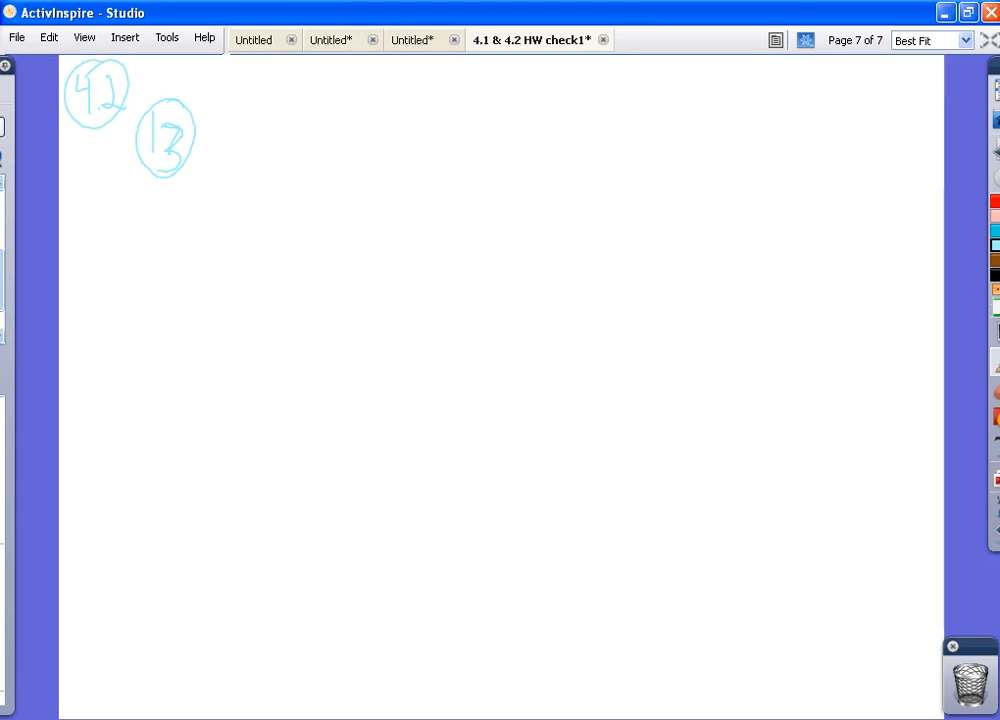 ActivInspire - Studio
File Edit View Insert Tools Help
Untitled Untitled* Untitled* 4.1 & 4.2 HW check1* Page 7 of 7 Best Fit
4.2
13